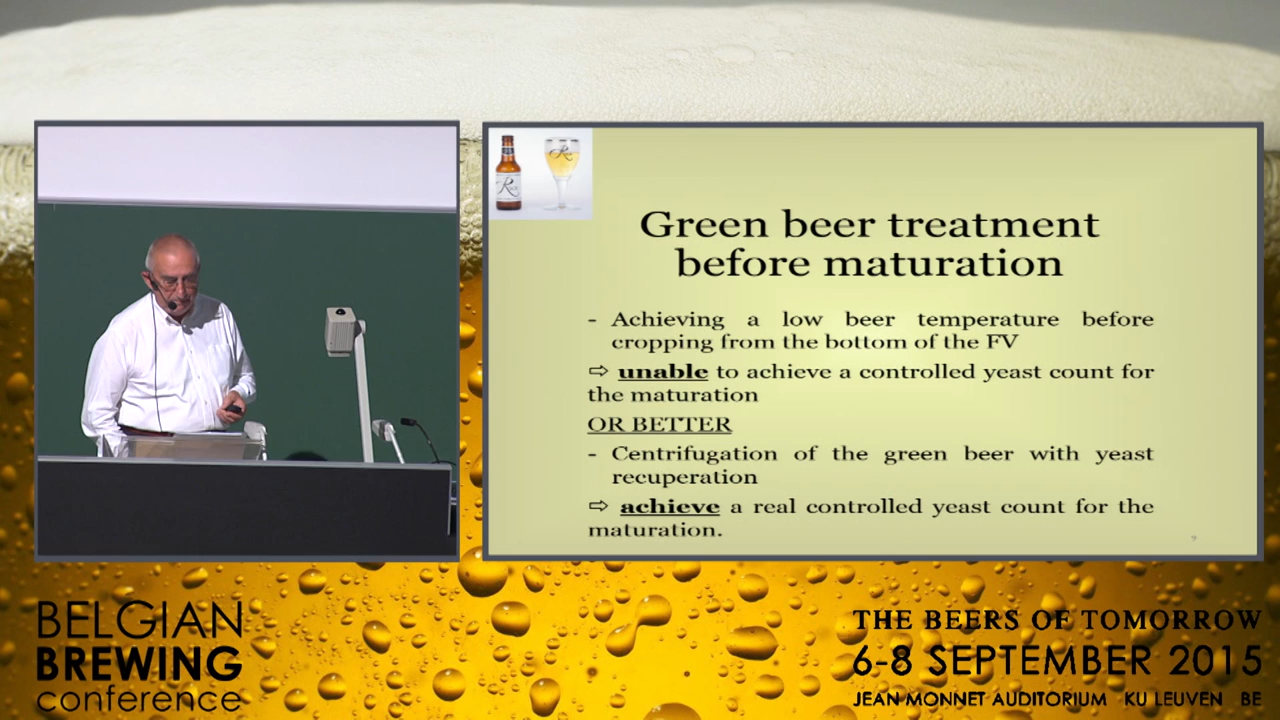 Green beer treatment
before maturation
- Achieving a low beer temperature before
cropping from the bottom of the FV
⇨ unable to achieve a controlled yeast count for
the maturation
OR BETTER
- Centrifugation of the green beer with yeast
recuperation
⇨ achieve a real controlled yeast count for the
maturation.
9
BELGIAN
BREWING
conference
THE BEERS OF TOMORROW
6-8 SEPTEMBER 2015
JEAN MONNET AUDITORIUM KU LEUVEN BE